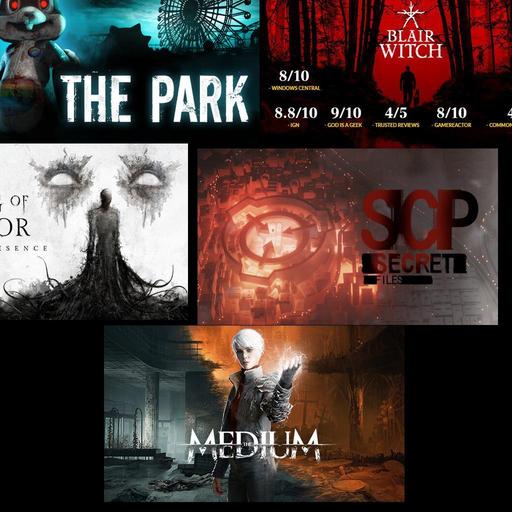 THE PARK
BLAIR
WITCH
8/10
- WINDOWS CENTRAL
8.8/10 9/10 4/5 8/10
- IGN - GOD IS A GEEK - TRUSTED REVIEWS - GAMEREACTOR
OF
OR
SCP
SECRET
FILES
THE
MEDIUM